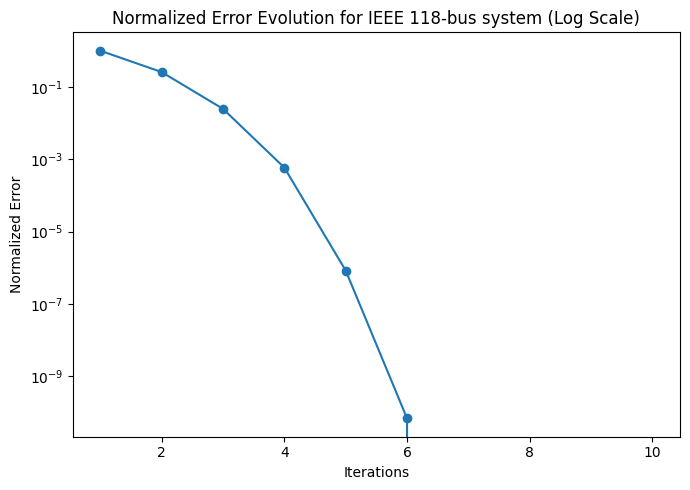 Normalized Error Evolution for IEEE 118-bus system (Log Scale)
Normalized Error
10⁻¹
10⁻³
10⁻⁵
10⁻⁷
10⁻⁹
2 4 6 8 10
Iterations